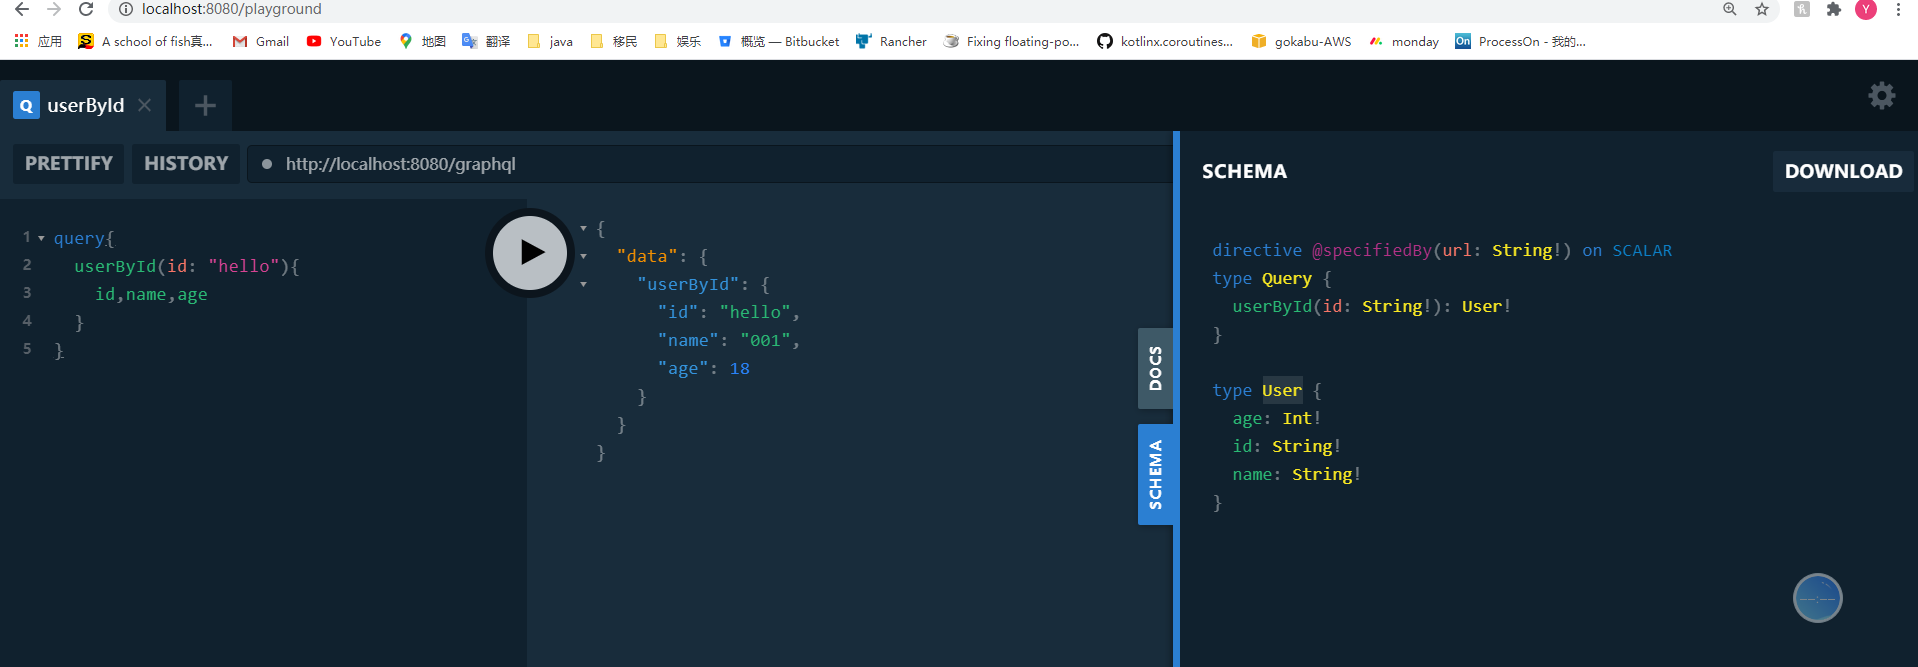 localhost:8080/playground
Y
应用 A school of fish真... Gmail YouTube 地图 翻译 java 移民 娱乐 概览 — Bitbucket Rancher Fixing floating-po... kotlinx.coroutines... gokabu-AWS monday On ProcessOn - 我的...
Q userById
PRETTIFY HISTORY http://localhost:8080/graphql
1 query{
2 userById(id: "hello"){
3 id,name,age
4 }
5 }
{
"data": {
"userById": {
"id": "hello",
"name": "001",
"age": 18
}
}
}
DOCS
SCHEMA
SCHEMA DOWNLOAD
directive @specifiedBy(url: String!) on SCALAR
type Query {
userById(id: String!): User!
}
type User {
age: Int!
id: String!
name: String!
}